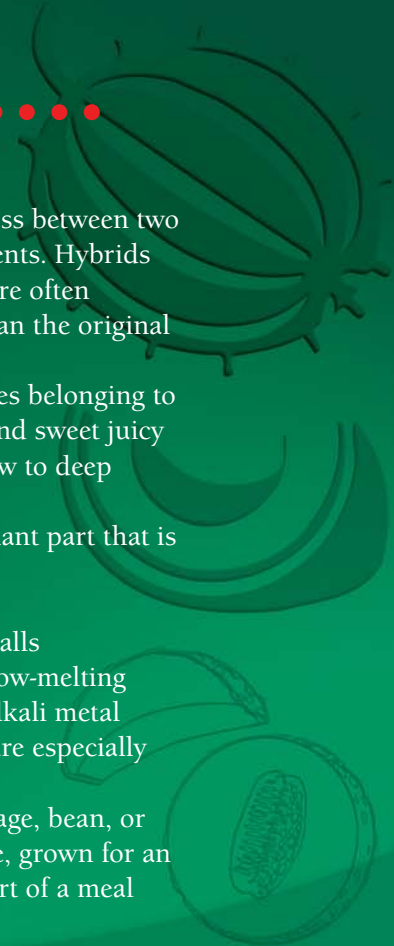 ss between two
ents. Hybrids
re often
an the original
es belonging to
nd sweet juicy
w to deep
lant part that is
alls
ow-melting
lkali metal
re especially
age, bean, or
e, grown for an
rt of a meal